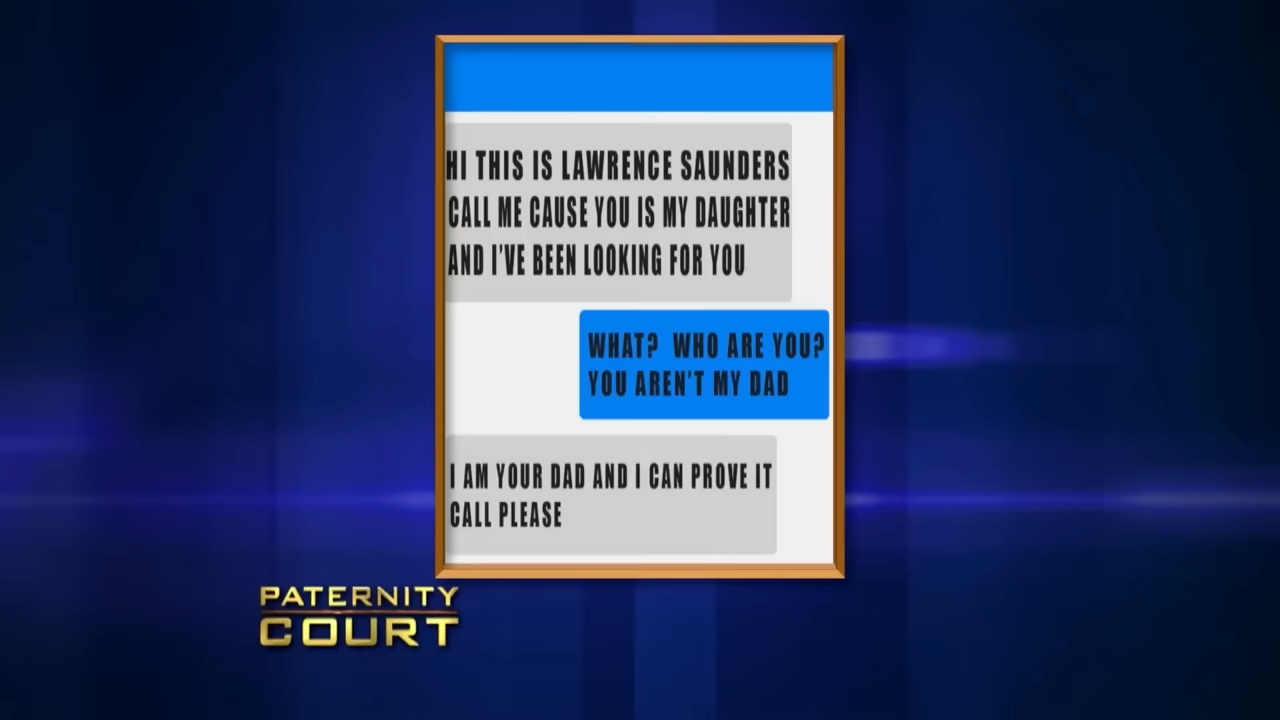 HI THIS IS LAWRENCE SAUNDERS
CALL ME CAUSE YOU IS MY DAUGHTER
AND I'VE BEEN LOOKING FOR YOU
WHAT? WHO ARE YOU?
YOU AREN'T MY DAD
I AM YOUR DAD AND I CAN PROVE IT
CALL PLEASE
PATERNITY
COURT